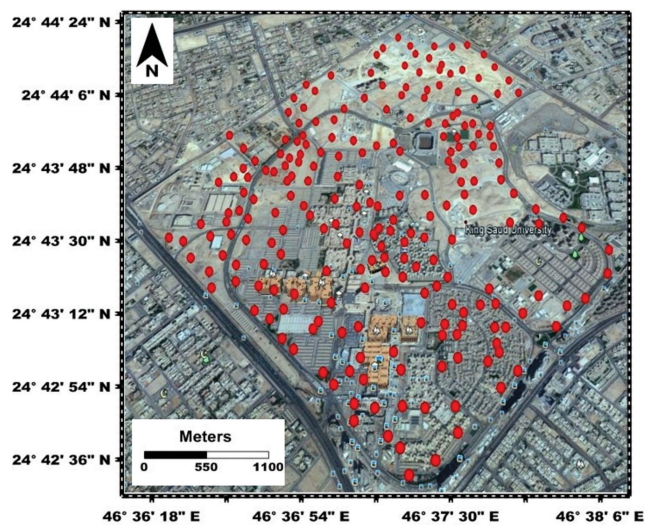 24° 44' 24" N
N
24° 44' 6" N
24° 43' 48" N
24° 43' 30" N
King Saud University
24° 43' 12" N
24° 42' 54" N
Meters
24° 42' 36" N
0 550 1100
46° 36' 18" E 46° 36' 54" E 46° 37' 30" E 46° 38' 6" E